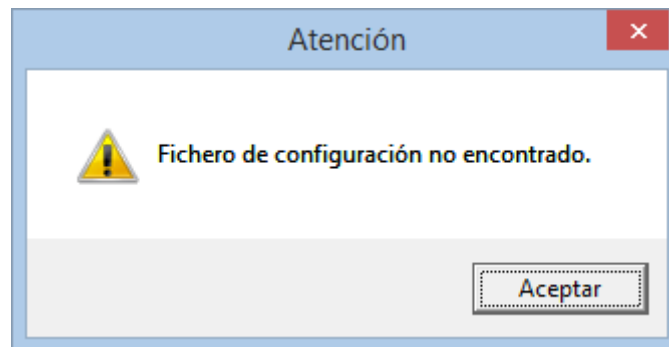 Atención
Fichero de configuración no encontrado.
Aceptar